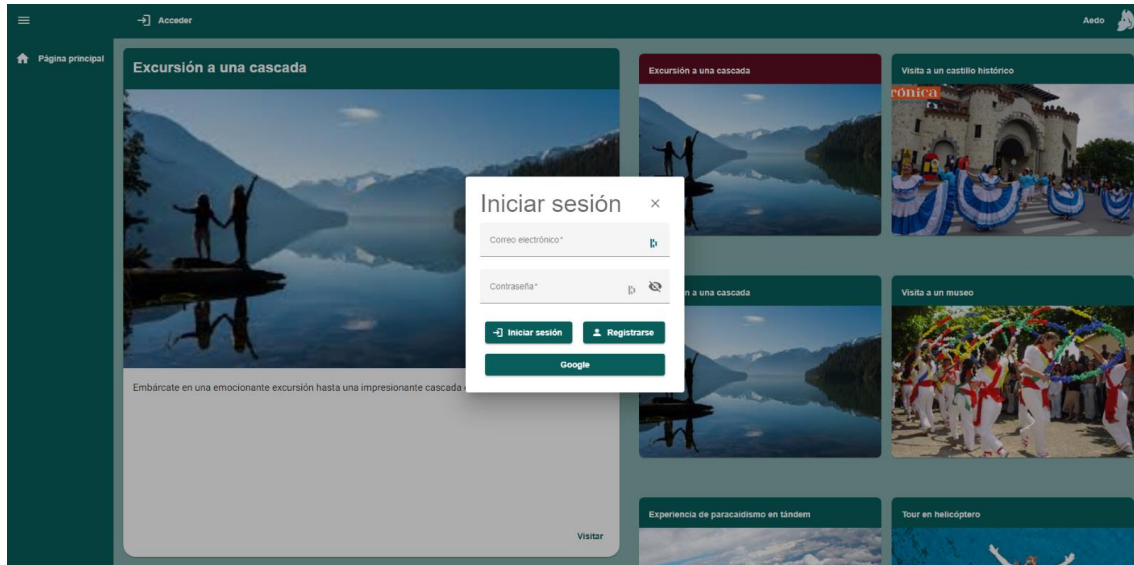 Acceder
Aedo
Página principal
Excursión a una cascada
Embárcate en una emocionante excursión hasta una impresionante cascada
Visitar
Iniciar sesión
Correo electrónico*
Contraseña*
Iniciar sesión
Registrarse
Google
Excursión a una cascada
Visita a un castillo histórico
rónica
n a una cascada
Visita a un museo
Experiencia de paracaidismo en tándem
Tour en helicóptero